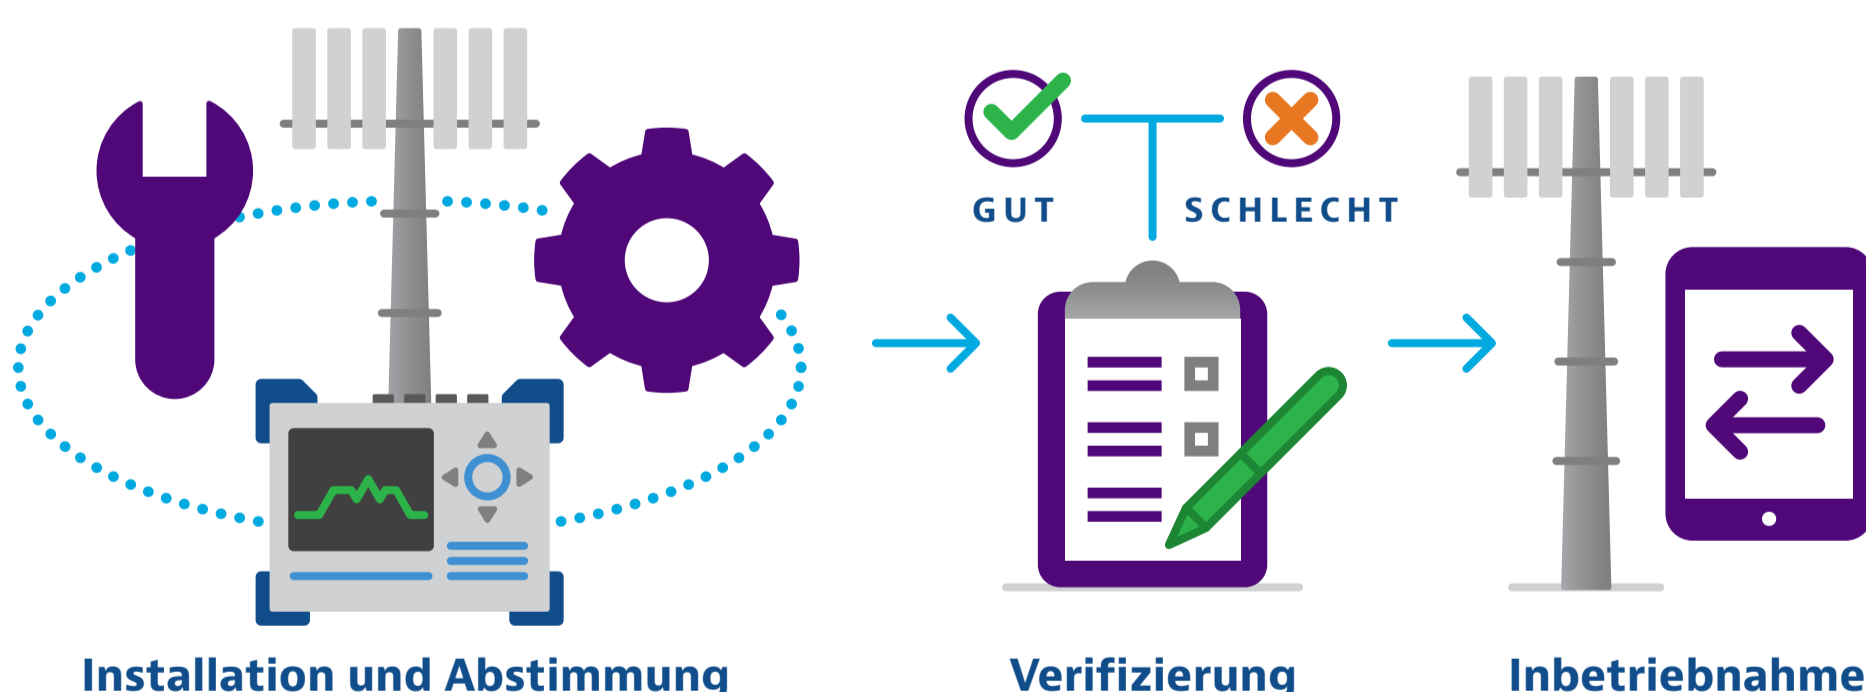 GUT
SCHLECHT
Installation und Abstimmung
Verifizierung
Inbetriebnahme